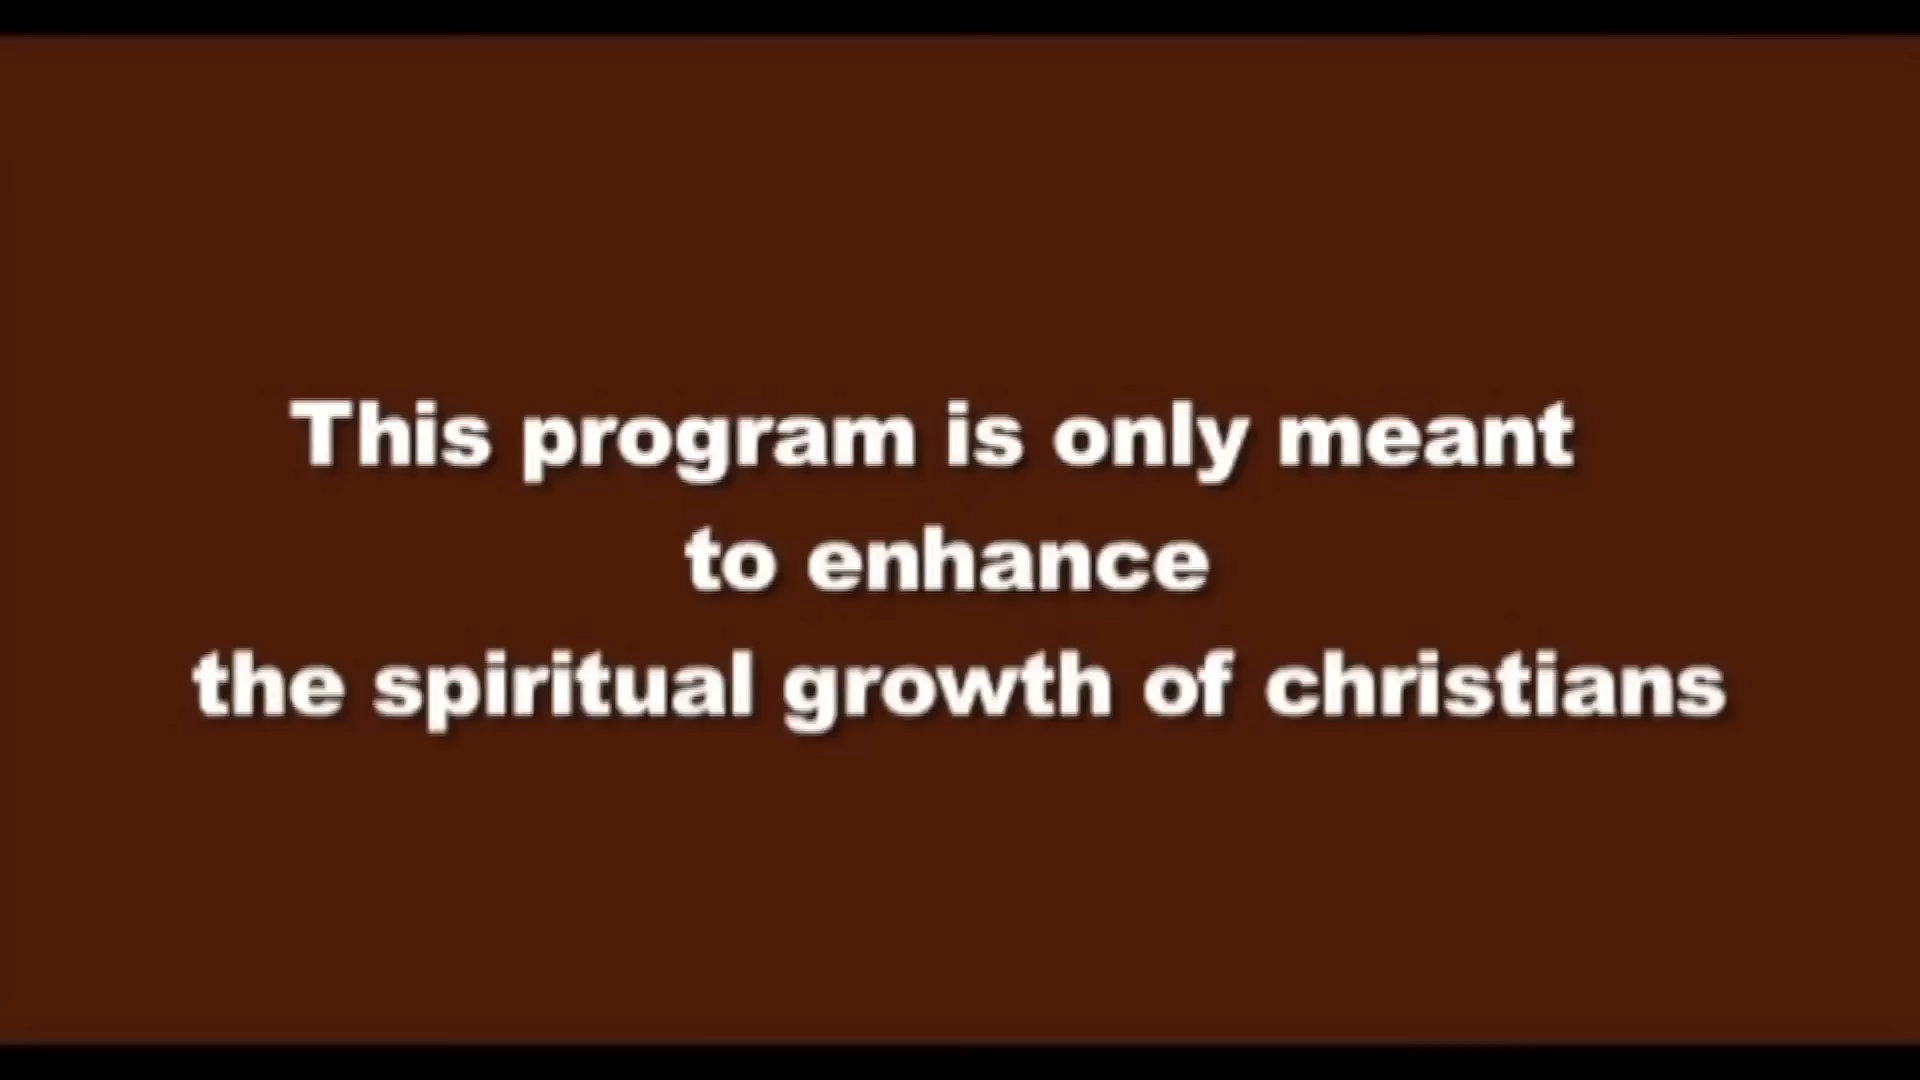 This program is only meant
to enhance
the spiritual growth of christians